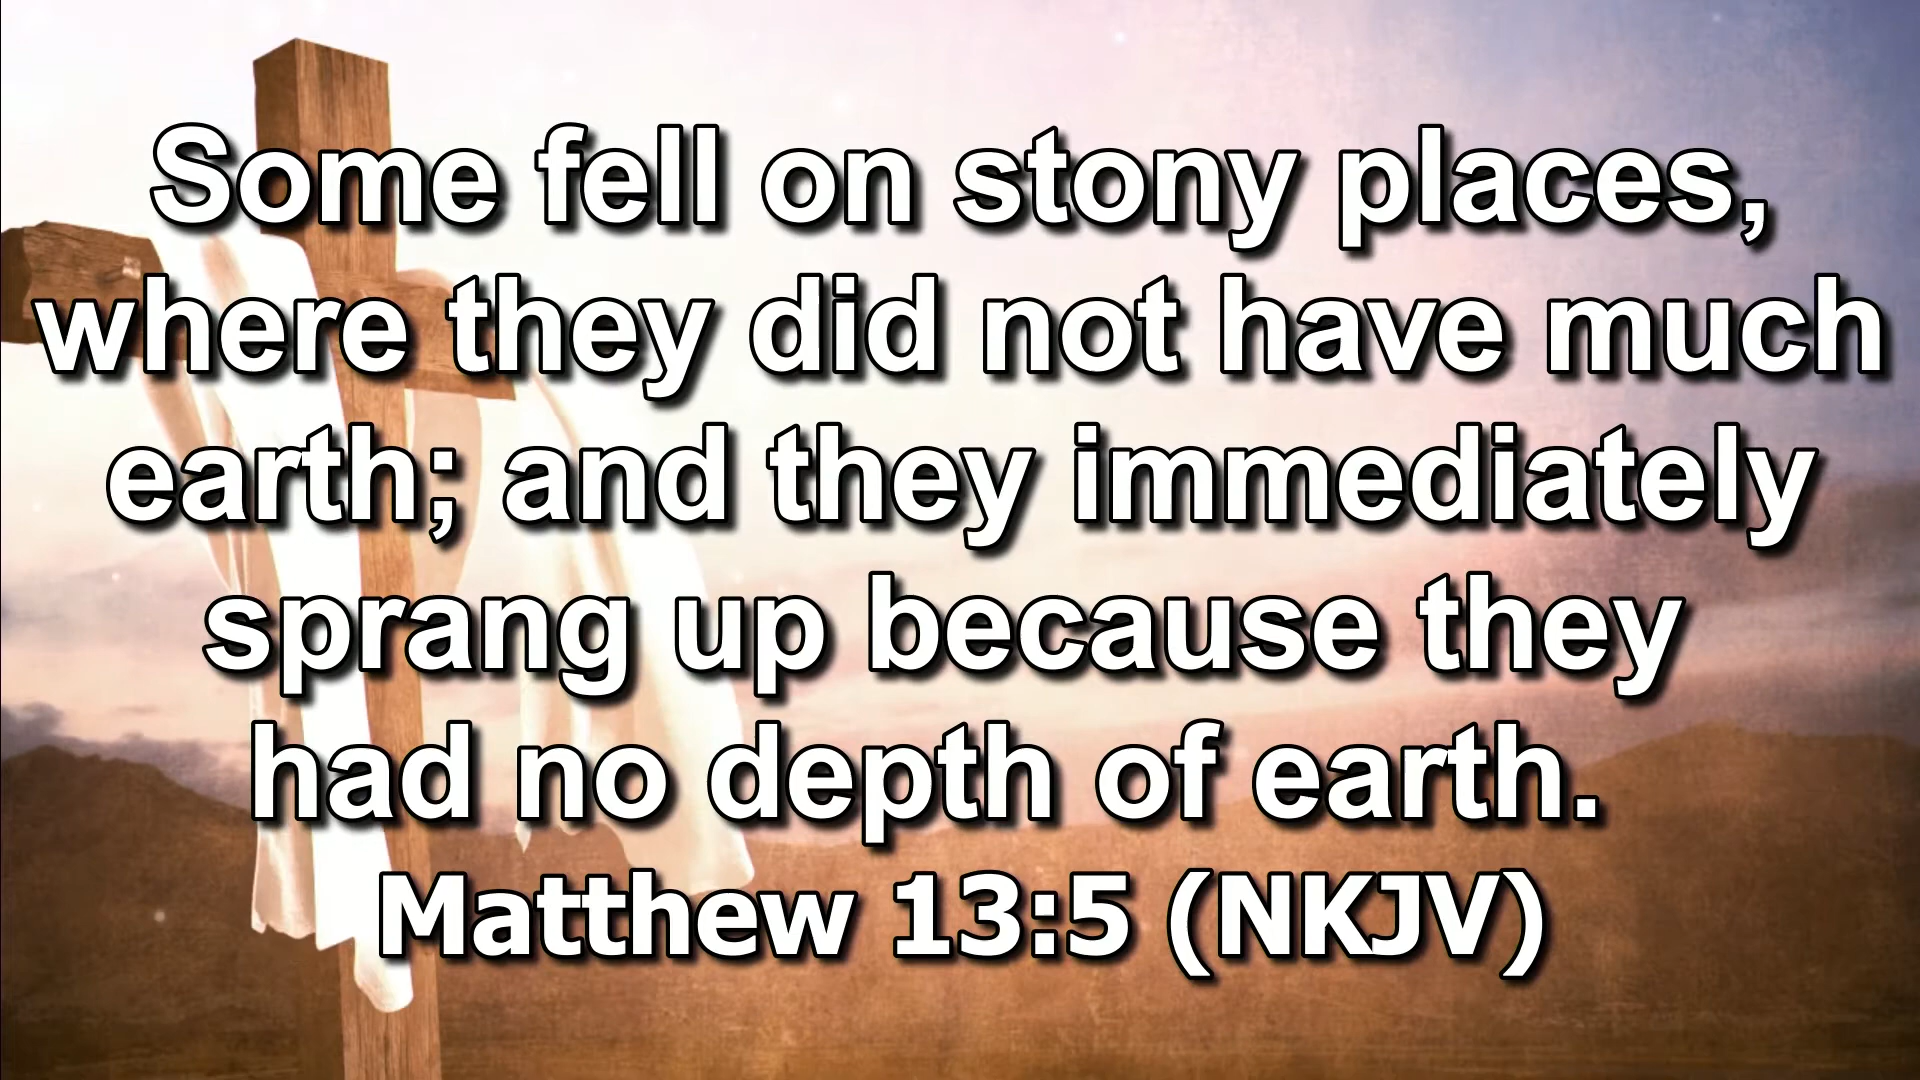 Some fell on stony places,
where they did not have much
earth; and they immediately
sprang up because they
had no depth of earth.
Matthew 13:5 (NKJV)